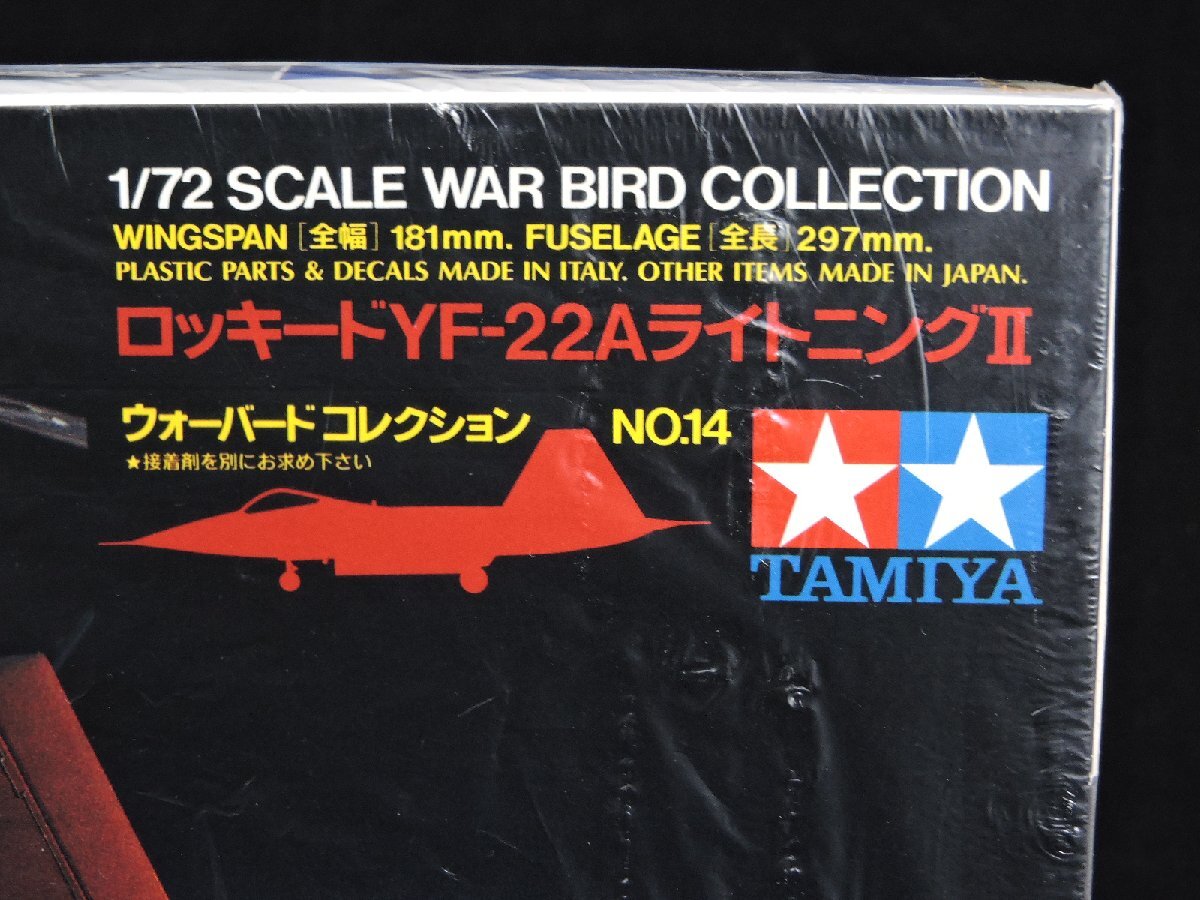 1/72 SCALE WAR BIRD COLLECTION
WINGSPAN [全幅] 181mm. FUSELAGE [全長] 297mm.
PLASTIC PARTS & DECALS MADE IN ITALY. OTHER ITEMS MADE IN JAPAN.
ロッキードYF-22AライトニングII
ウォーバード コレクション NO.14
★接着剤を別にお求め下さい
TAMIYA